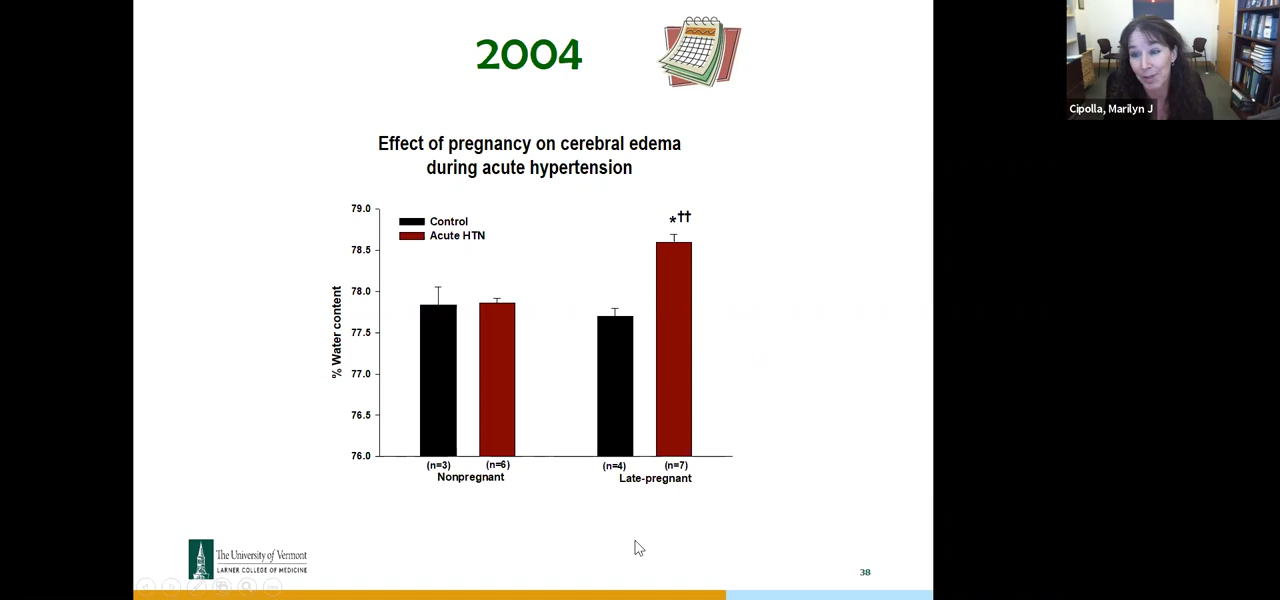 2004
Cipolla, Marilyn J
Effect of pregnancy on cerebral edema
during acute hypertension
79.0
78.5
78.0
77.5
77.0
76.5
76.0
% Water content
Control
Acute HTN
*††
(n=3)
(n=6)
(n=4)
(n=7)
Nonpregnant
Late-pregnant
The University of Vermont
LARNER COLLEGE OF MEDICINE
38